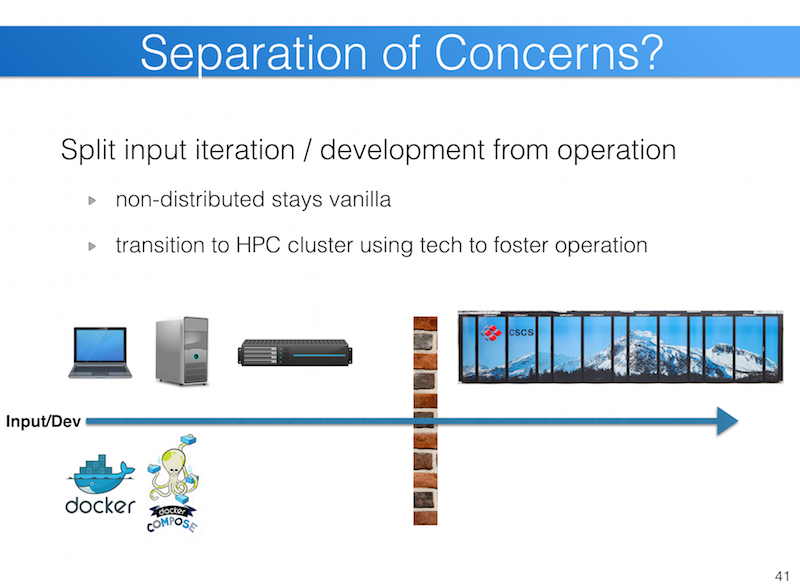 Separation of Concerns?
Split input iteration / development from operation
non-distributed stays vanilla
transition to HPC cluster using tech to foster operation
CSCS
Input/Dev
docker
docker
COMPOSE
41